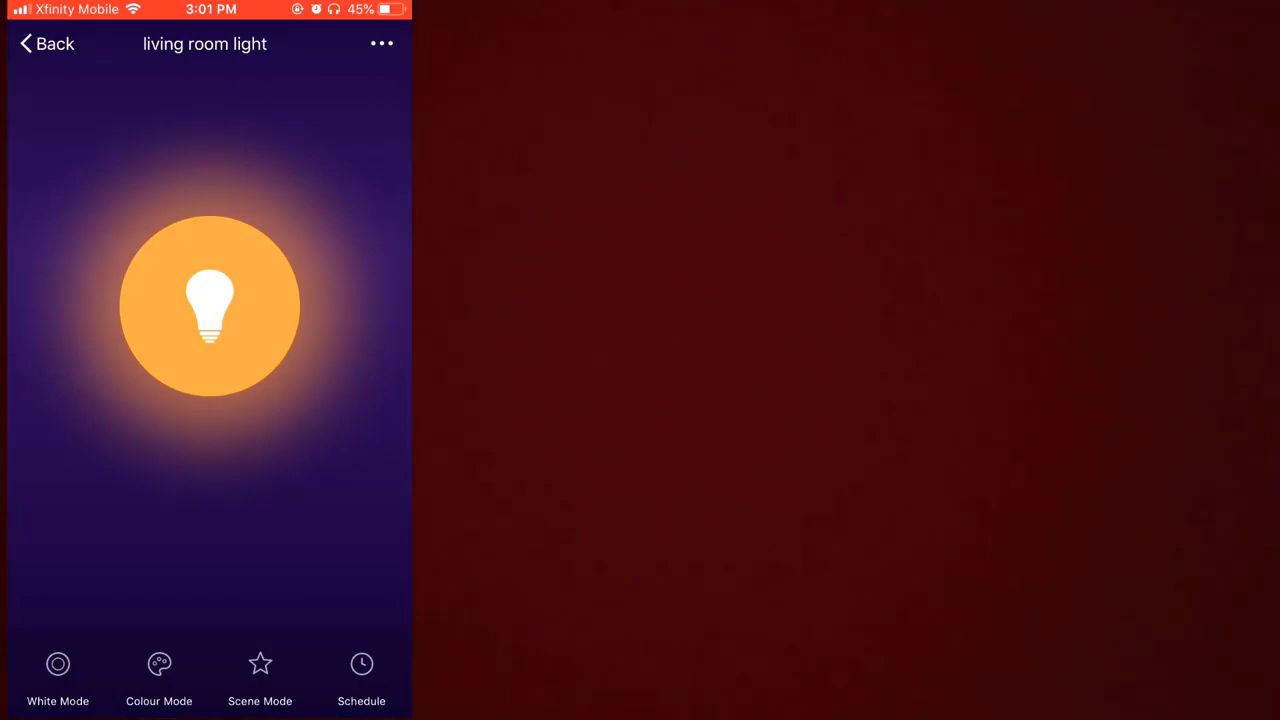 Xfinity Mobile 3:01 PM 45%
Back living room light
White Mode Colour Mode Scene Mode Schedule